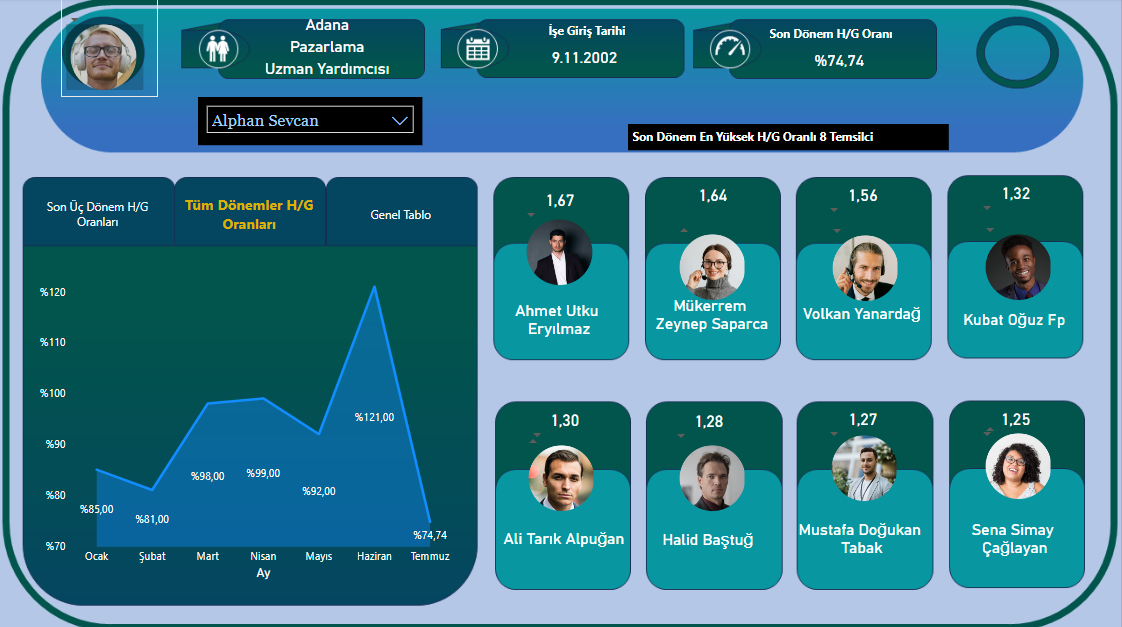 Adana
Pazarlama
Uzman Yardımcısı
İşe Giriş Tarihi
9.11.2002
Son Dönem H/G Oranı
%74,74
Alphan Sevcan
Son Dönem En Yüksek H/G Oranlı 8 Temsilci
Son Üç Dönem H/G
Oranları
Tüm Dönemler H/G
Oranları
Genel Tablo
%120
%110
%100
%90
%80
%70
%85,00
%81,00
%98,00
%99,00
%92,00
%121,00
%74,74
Ocak
Şubat
Mart
Nisan
Mayıs
Haziran
Temmuz
Ay
1,67
Ahmet Utku
Eryılmaz
1,64
Mükerrem
Zeynep Saparca
1,56
Volkan Yanardağ
1,32
Kubat Oğuz Fp
1,30
Ali Tarık Alpuğan
1,28
Halid Baştuğ
1,27
Mustafa Doğukan
Tabak
1,25
Sena Simay
Çağlayan